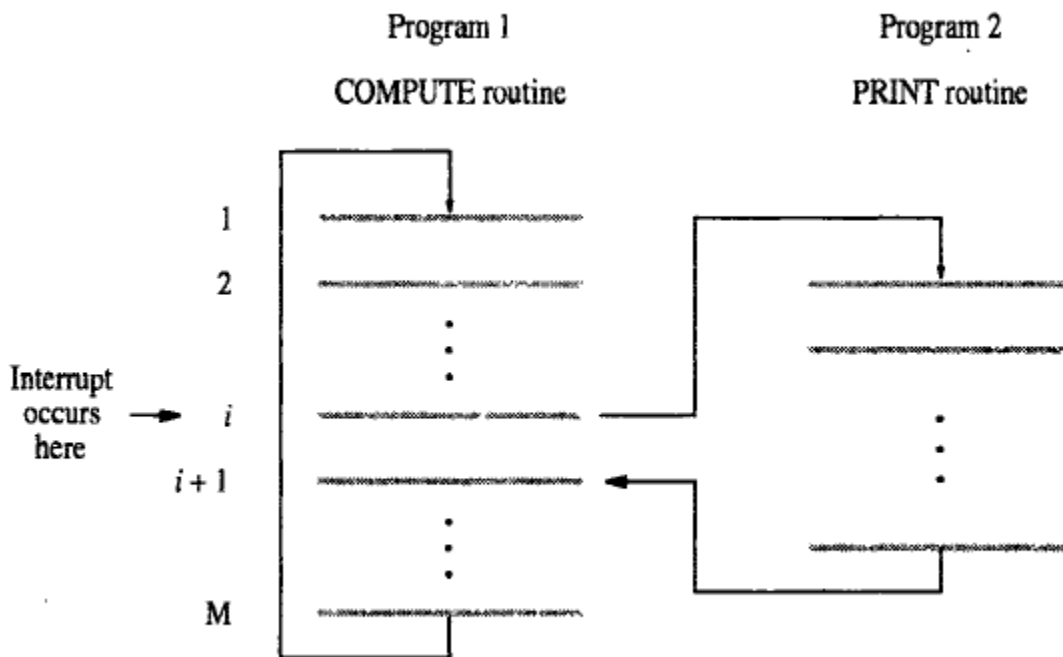 Program 1
Program 2
COMPUTE routine
PRINT routine
1
2
Interrupt
occurs
here
i
i + 1
M